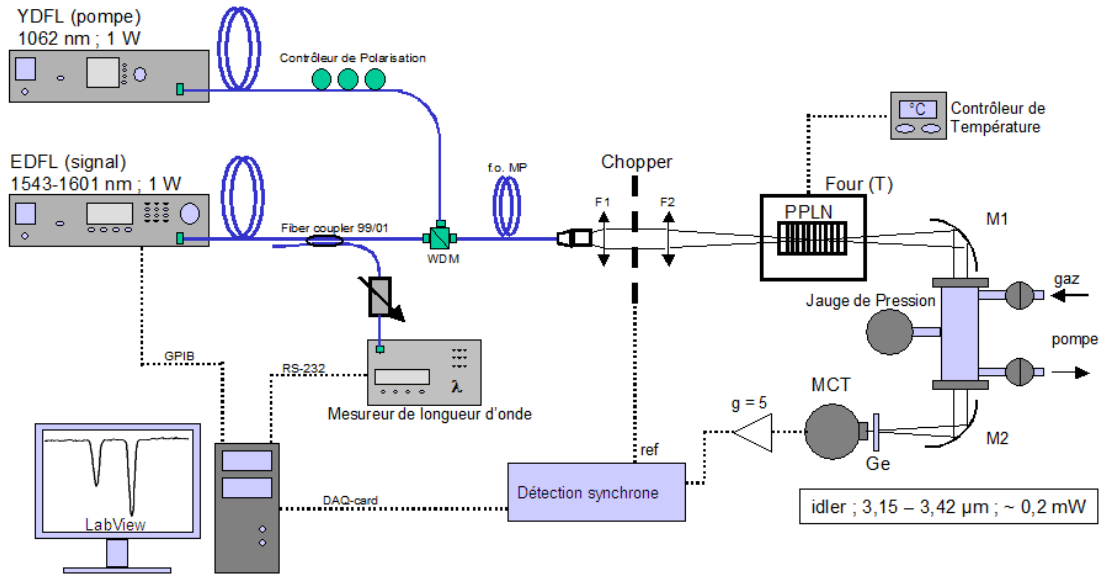 YDFL (pompe)
1062 nm ; 1 W
Contrôleur de Polarisation
°C
Contrôleur de
Température
EDFL (signal)
1543-1601 nm ; 1 W
f.o. MP
Chopper
Four (T)
F1
F2
PPLN
M1
Fiber coupler 99/01
WDM
gaz
Jauge de Pression
pompe
GPIB
RS-232
λ
Mesureur de longueur d'onde
MCT
g = 5
M2
ref
Ge
Détection synchrone
DAQ-card
LabView
idler ; 3,15 – 3,42 µm ; ~ 0,2 mW